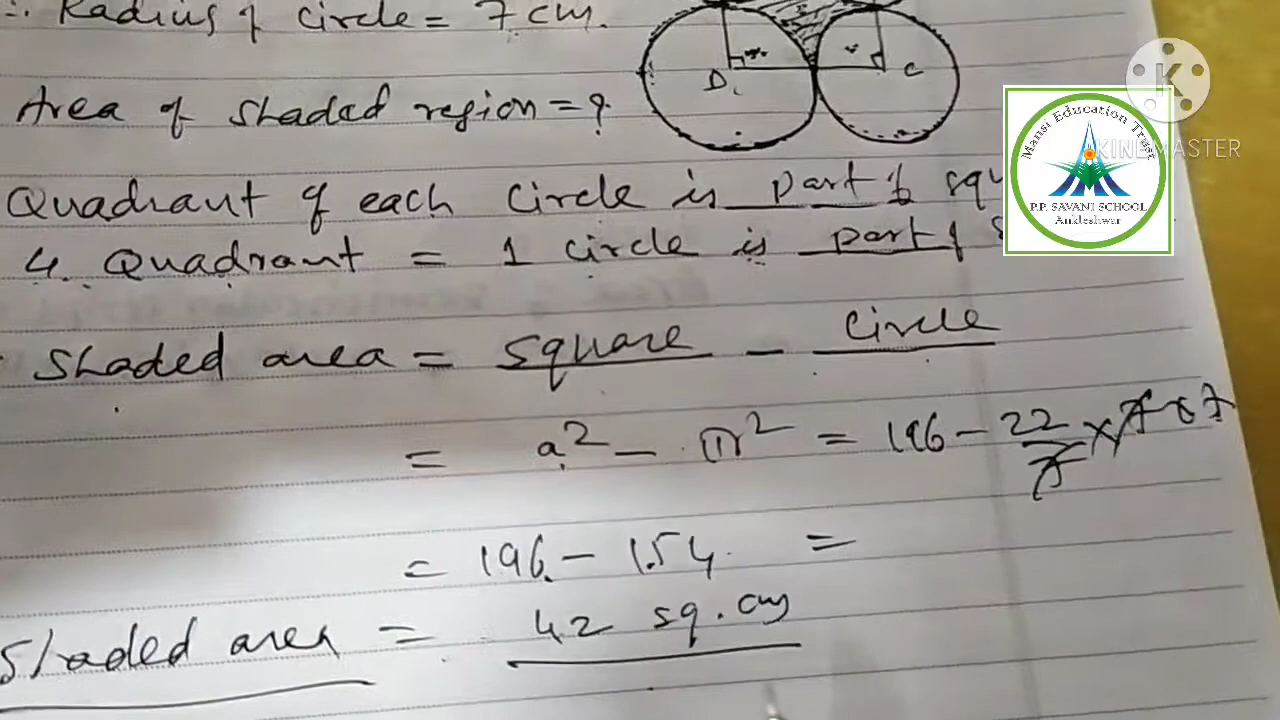 ∴ Radius of circle = 7 cm.
D
C
Area of shaded region = ?
Quadrant of each circle is part of squ
4 Quadrant = 1 circle is part of s
Shaded area = square - circle
= a² - πr² = 196 - 22/7 × 7 × 7
= 196 - 154 =
Shaded area = 42 sq. cm
K
KINEMASTER
Mansi Education Trust
P.P. SAVANI SCHOOL
Ankleshwar